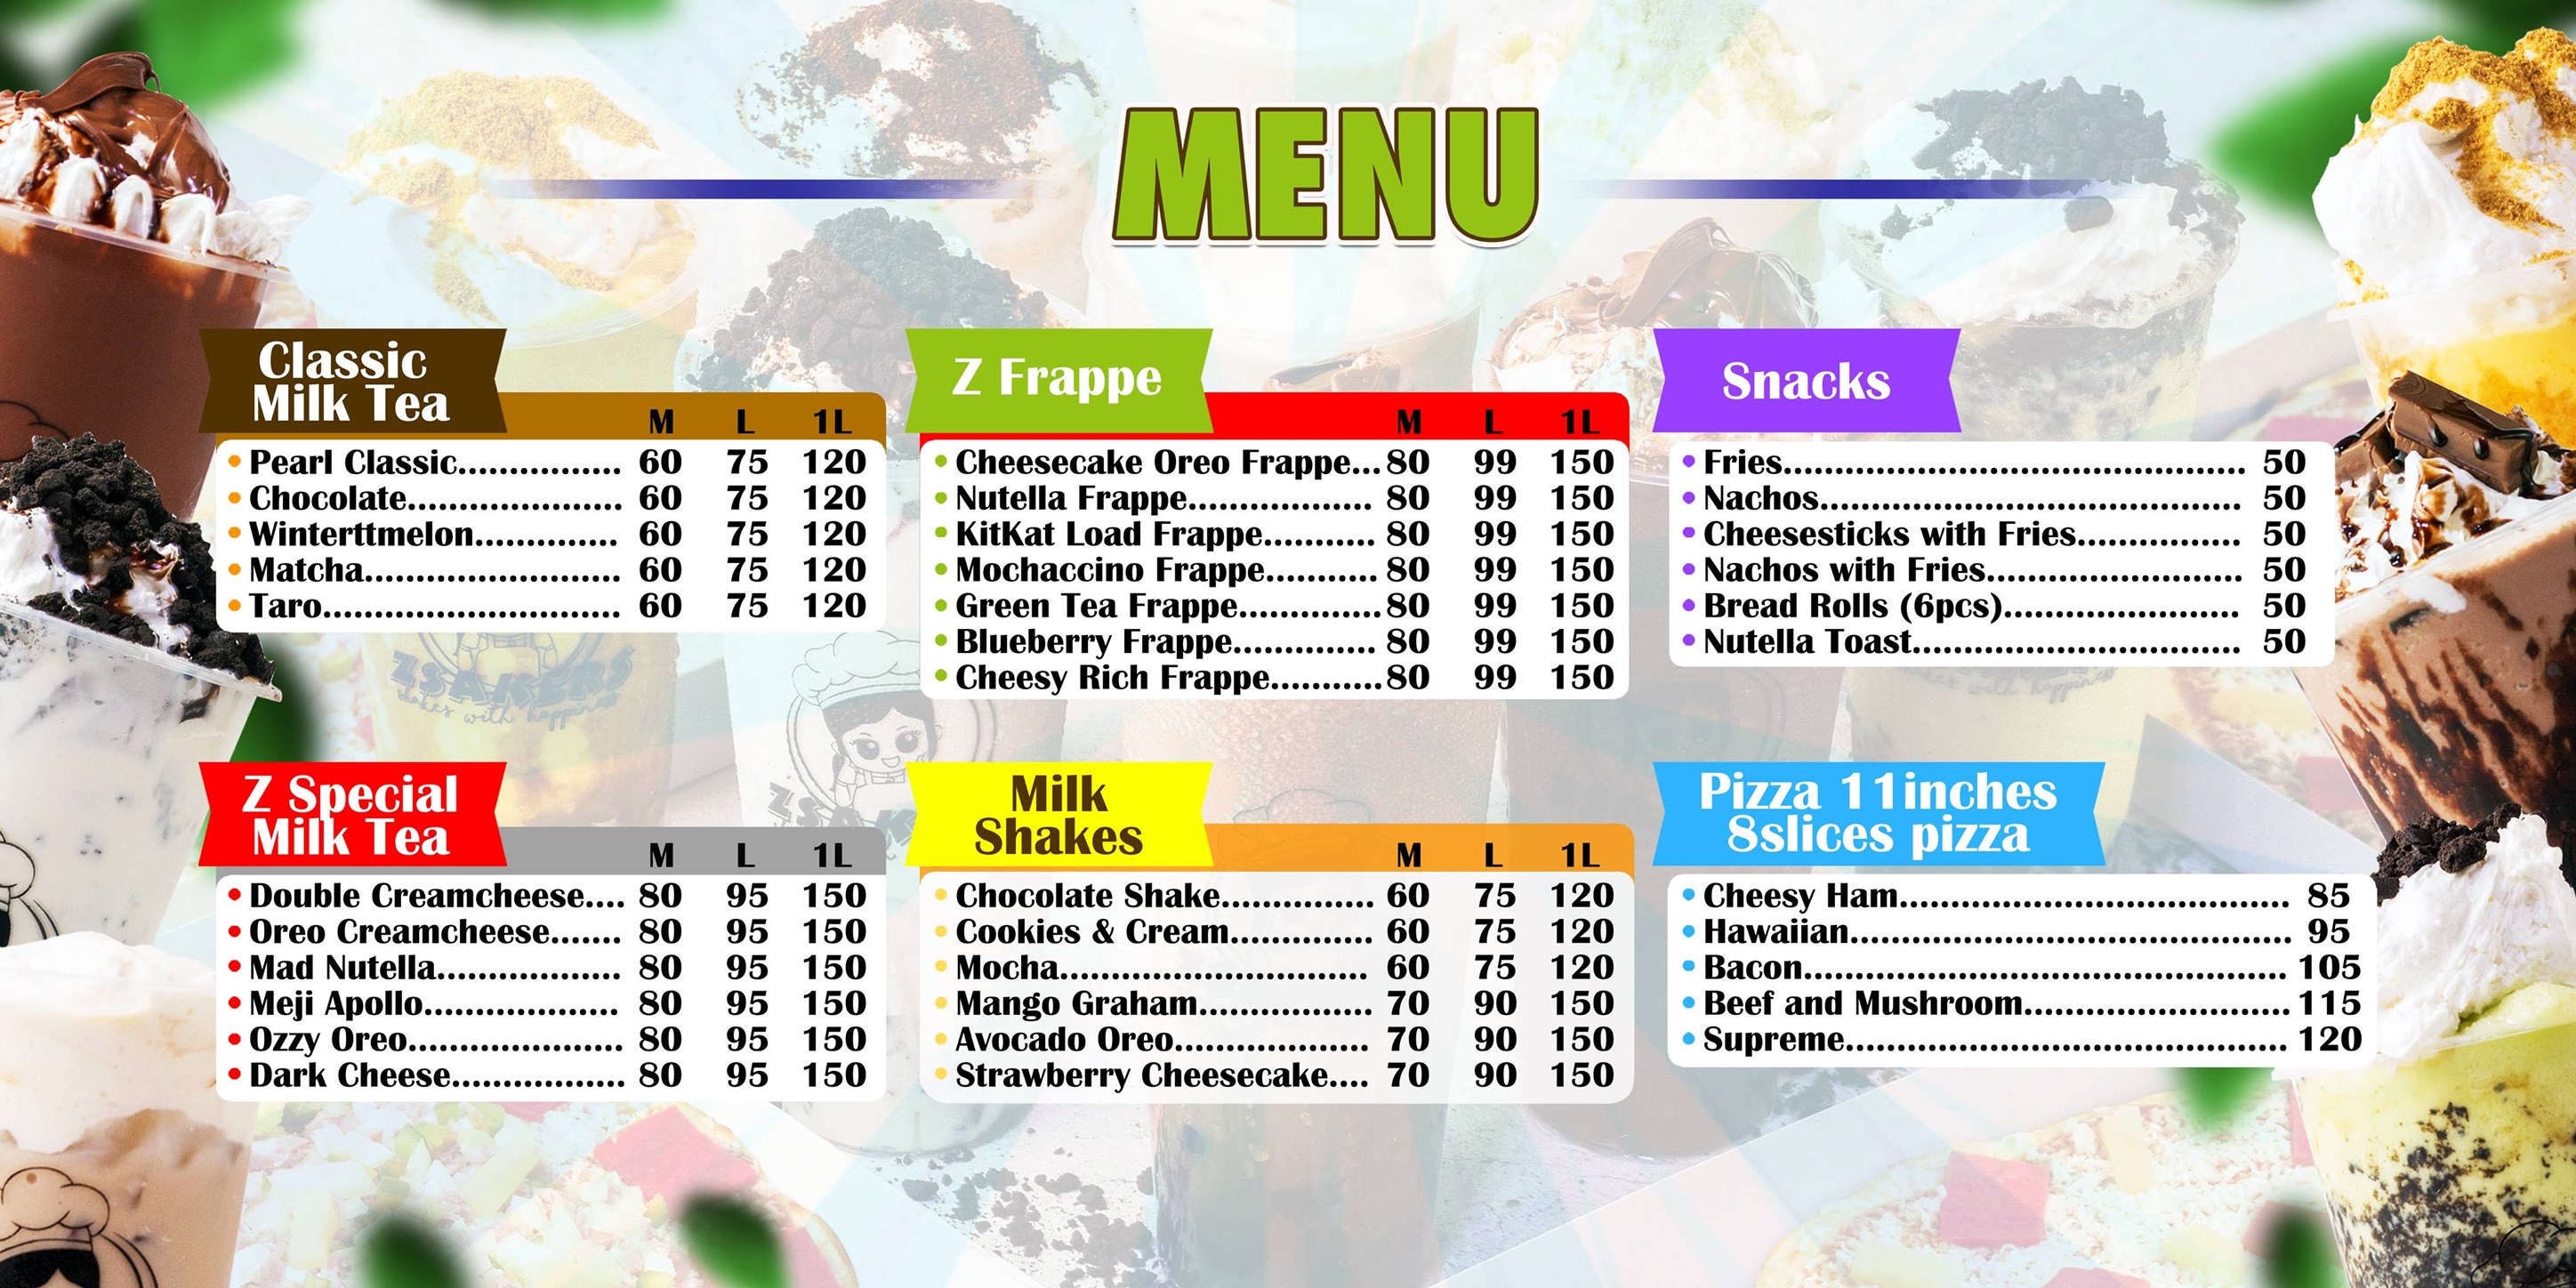 MENU
Classic
Milk Tea
M L 1L
• Pearl Classic................ 60 75 120
• Chocolate..................... 60 75 120
• Winterttmelon.............. 60 75 120
• Matcha......................... 60 75 120
• Taro............................. 60 75 120
Z Frappe
M L 1L
• Cheesecake Oreo Frappe... 80 99 150
• Nutella Frappe.................. 80 99 150
• KitKat Load Frappe........... 80 99 150
• Mochaccino Frappe........... 80 99 150
• Green Tea Frappe.............. 80 99 150
• Blueberry Frappe.............. 80 99 150
• Cheesy Rich Frappe........... 80 99 150
Snacks
• Fries............................................. 50
• Nachos......................................... 50
• Cheesesticks with Fries................ 50
• Nachos with Fries......................... 50
• Bread Rolls (6pcs)....................... 50
• Nutella Toast................................ 50
Z Special
Milk Tea
M L 1L
• Double Creamcheese.... 80 95 150
• Oreo Creamcheese....... 80 95 150
• Mad Nutella.................. 80 95 150
• Meji Apollo................... 80 95 150
• Ozzy Oreo..................... 80 95 150
• Dark Cheese................. 80 95 150
Milk
Shakes
M L 1L
• Chocolate Shake............... 60 75 120
• Cookies & Cream.............. 60 75 120
• Mocha.............................. 60 75 120
• Mango Graham................. 70 90 150
• Avocado Oreo................... 70 90 150
• Strawberry Cheesecake.... 70 90 150
Pizza 11inches
8slices pizza
• Cheesy Ham...................................... 85
• Hawaiian........................................... 95
• Bacon............................................... 105
• Beef and Mushroom.......................... 115
• Supreme........................................... 120
ZSAKERS
shakes with happiness